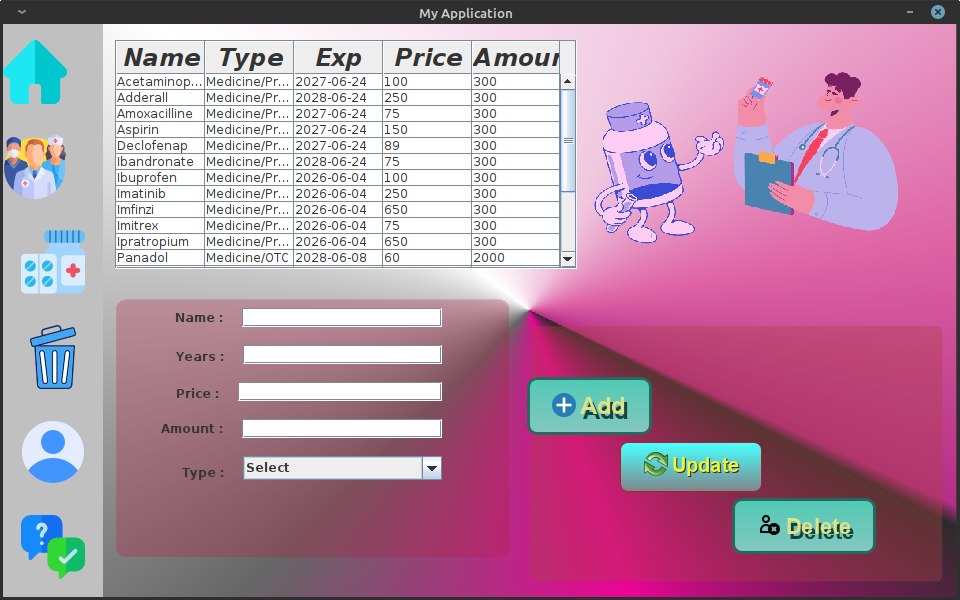 My Application
Name Type Exp Price Amour
Acetaminop... Medicine/Pr... 2027-06-24 100 300
Adderall Medicine/Pr... 2028-06-24 250 300
Amoxacilline Medicine/Pr... 2027-06-24 75 300
Aspirin Medicine/Pr... 2027-06-24 150 300
Declofenap Medicine/Pr... 2027-06-24 89 300
Ibandronate Medicine/Pr... 2028-06-24 75 300
Ibuprofen Medicine/Pr... 2026-06-04 100 300
Imatinib Medicine/Pr... 2026-06-04 250 300
Imfinzi Medicine/Pr... 2026-06-04 650 300
Imitrex Medicine/Pr... 2026-06-04 75 300
Ipratropium Medicine/Pr... 2026-06-04 650 300
Panadol Medicine/OTC 2028-06-08 60 2000
Name :
Years :
Price :
Amount :
Type : Select
Add
Update
Delete